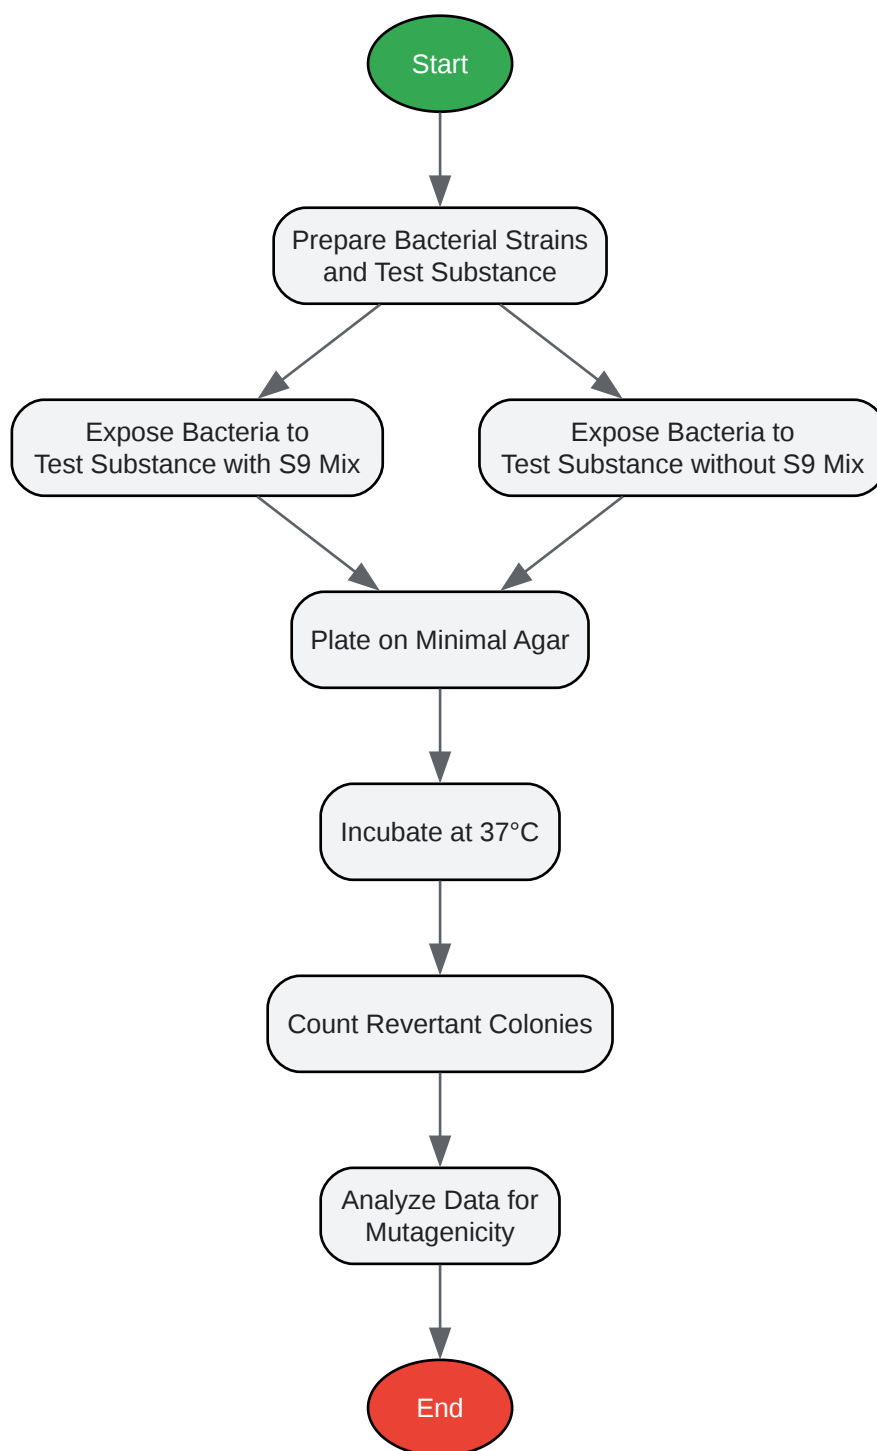 Start
Prepare Bacterial Strains
and Test Substance
Expose Bacteria to
Test Substance with S9 Mix
Expose Bacteria to
Test Substance without S9 Mix
Plate on Minimal Agar
Incubate at 37°C
Count Revertant Colonies
Analyze Data for
Mutagenicity
End